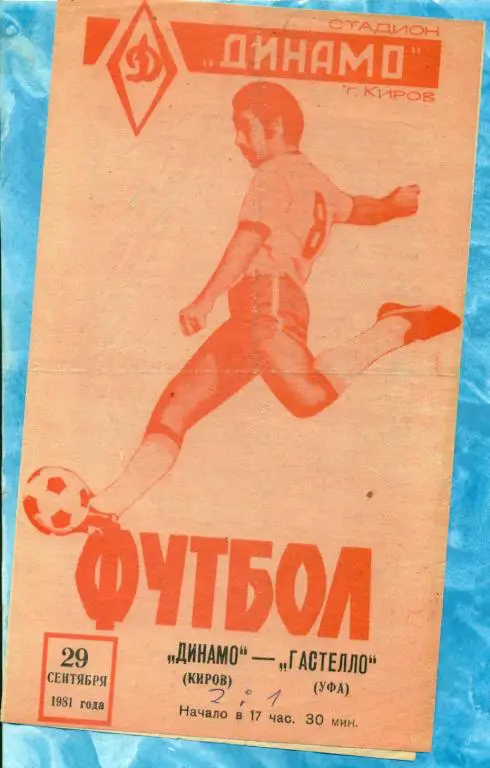 СТАДИОН
„ДИНАМО"
г. КИРОВ
Д
8
ФУТБОЛ
29
СЕНТЯБРЯ
1981 года
„ДИНАМО" — „ГАСТЕЛЛО"
(КИРОВ) (УФА)
2:1
Начало в 17 час. 30 мин.